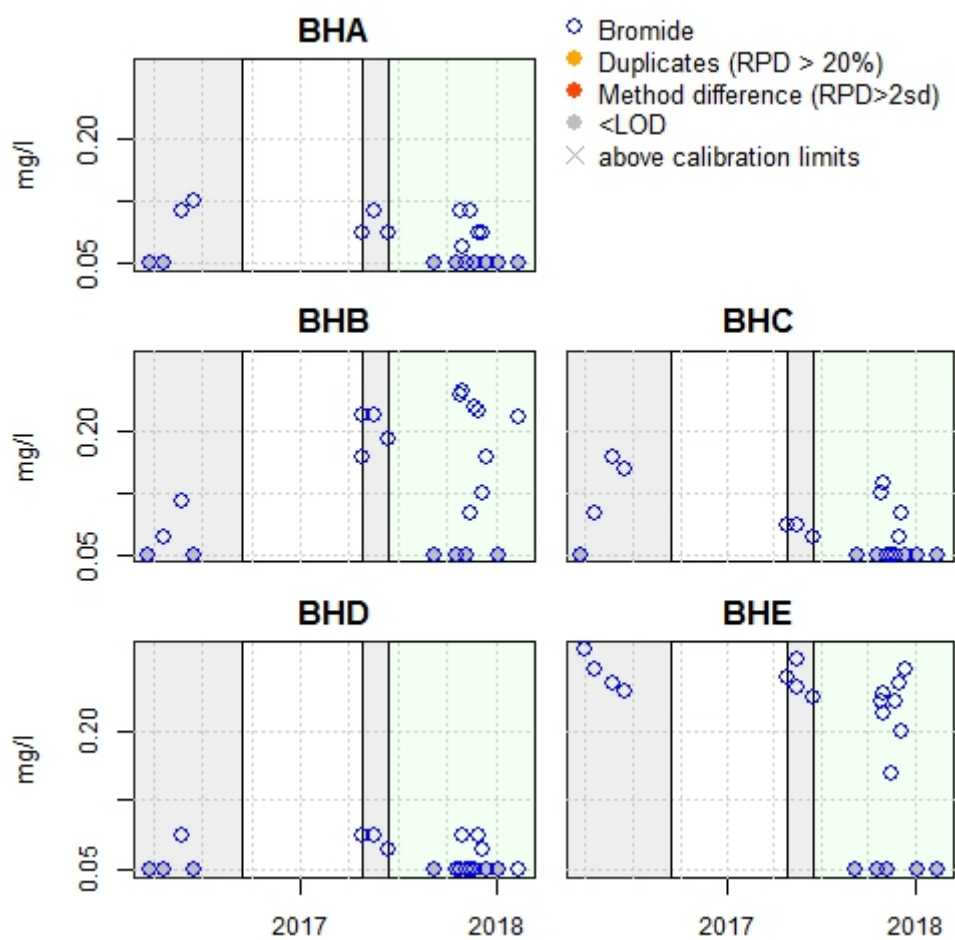 BHA
Bromide
Duplicates (RPD > 20%)
Method difference (RPD>2sd)
<LOD
above calibration limits
mg/l
0.20
0.05
BHB
BHC
mg/l
0.20
0.05
BHD
BHE
mg/l
0.20
0.05
2017
2018
2017
2018